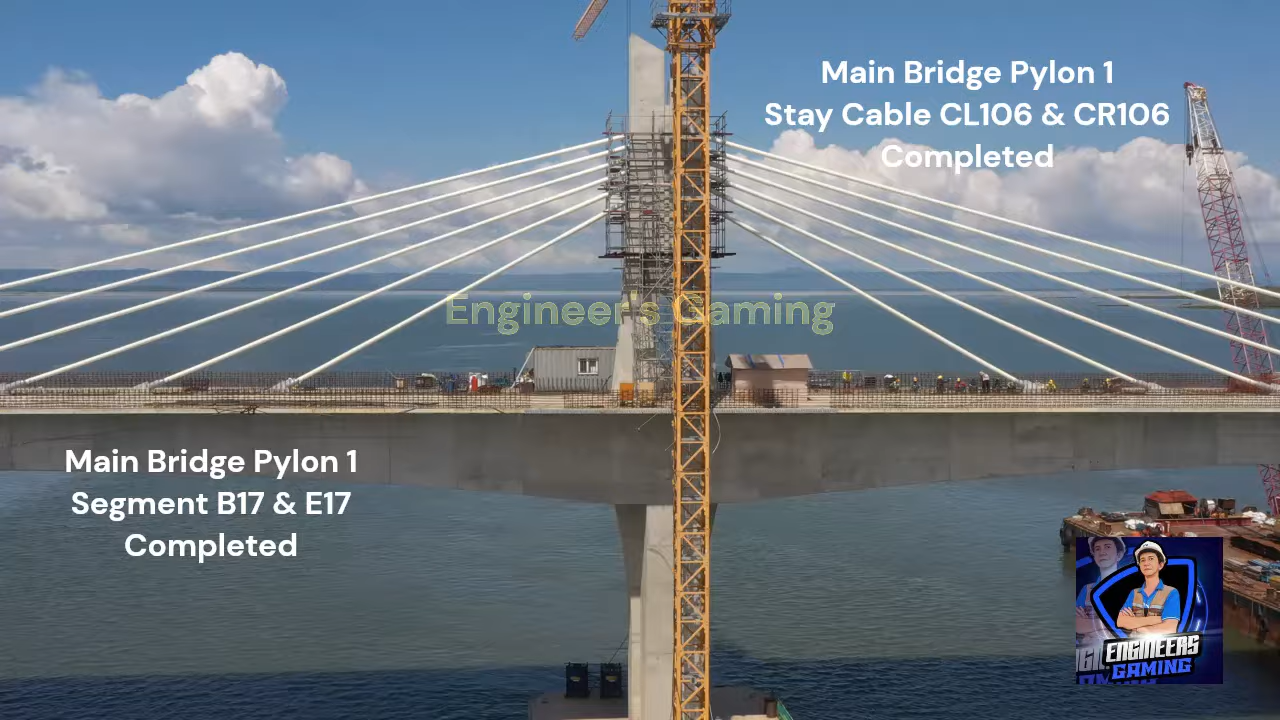 Main Bridge Pylon 1
Stay Cable CL106 & CR106
Completed
Engineer's Gaming
Main Bridge Pylon 1
Segment B17 & E17
Completed
ENGINEERS
GAMING